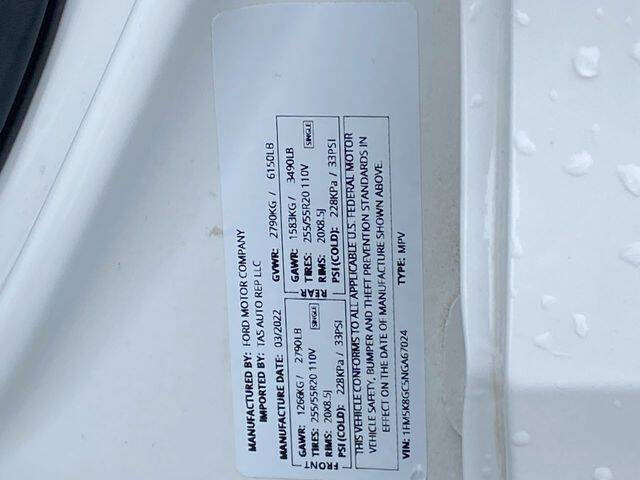 MANUFACTURED BY: FORD MOTOR COMPANY
IMPORTED BY: TAS AUTO REP LLC
MANUFACTURE DATE: 03/2022
GVWR: 2790KG / 6150LB
FRONT
GAWR: 1266KG / 2790LB
TIRES: 255/55R20 110V SINGLE
RIMS: 20X8.5J
PSI (COLD): 228KPa / 33PSI
REAR
GAWR: 1583KG / 3490LB
TIRES: 255/55R20 110V SINGLE
RIMS: 20X8.5J
PSI (COLD): 228KPa / 33PSI
THIS VEHICLE CONFORMS TO ALL APPLICABLE U.S. FEDERAL MOTOR
VEHICLE SAFETY, BUMPER AND THEFT PREVENTION STANDARDS IN
EFFECT ON THE DATE OF MANUFACTURE SHOWN ABOVE.
VIN: 1FM5K8GC5NGA67024 TYPE: MPV